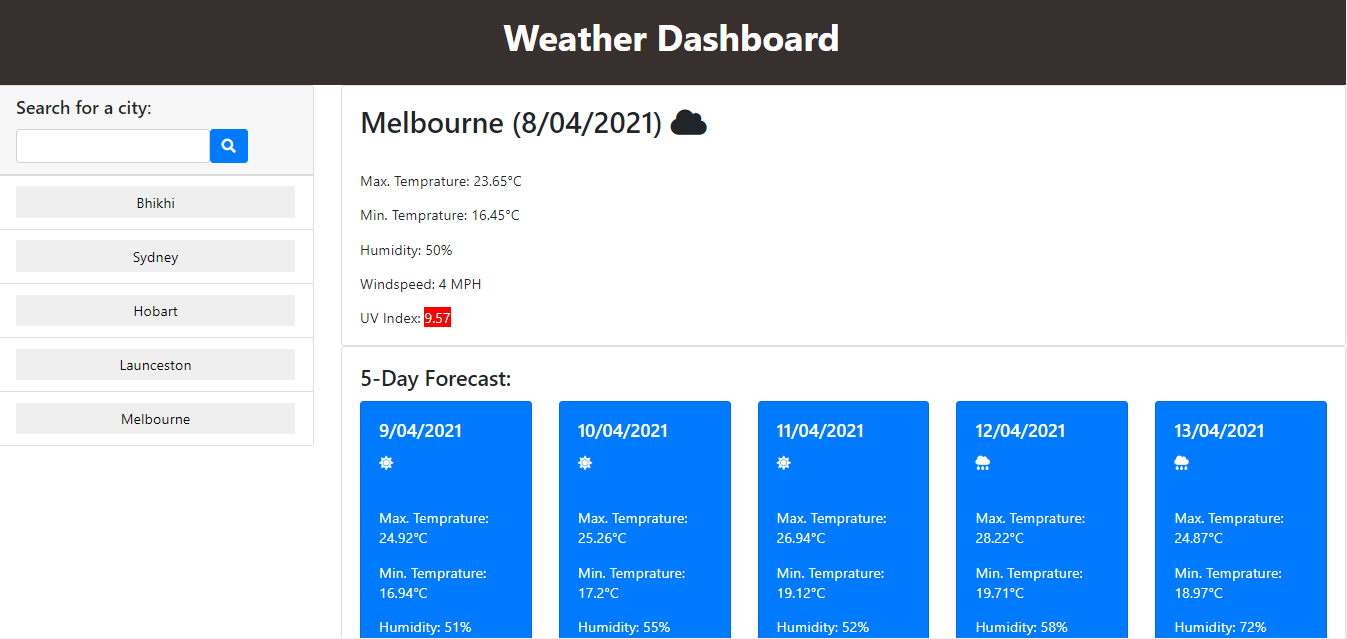 Weather Dashboard
Search for a city:
Bhikhi
Sydney
Hobart
Launceston
Melbourne
Melbourne (8/04/2021)
Max. Temprature: 23.65°C
Min. Temprature: 16.45°C
Humidity: 50%
Windspeed: 4 MPH
UV Index: 9.57
5-Day Forecast:
9/04/2021
Max. Temprature:
24.92°C
Min. Temprature:
16.94°C
Humidity: 51%
10/04/2021
Max. Temprature:
25.26°C
Min. Temprature:
17.2°C
Humidity: 55%
11/04/2021
Max. Temprature:
26.94°C
Min. Temprature:
19.12°C
Humidity: 52%
12/04/2021
Max. Temprature:
28.22°C
Min. Temprature:
19.71°C
Humidity: 58%
13/04/2021
Max. Temprature:
24.87°C
Min. Temprature:
18.97°C
Humidity: 72%